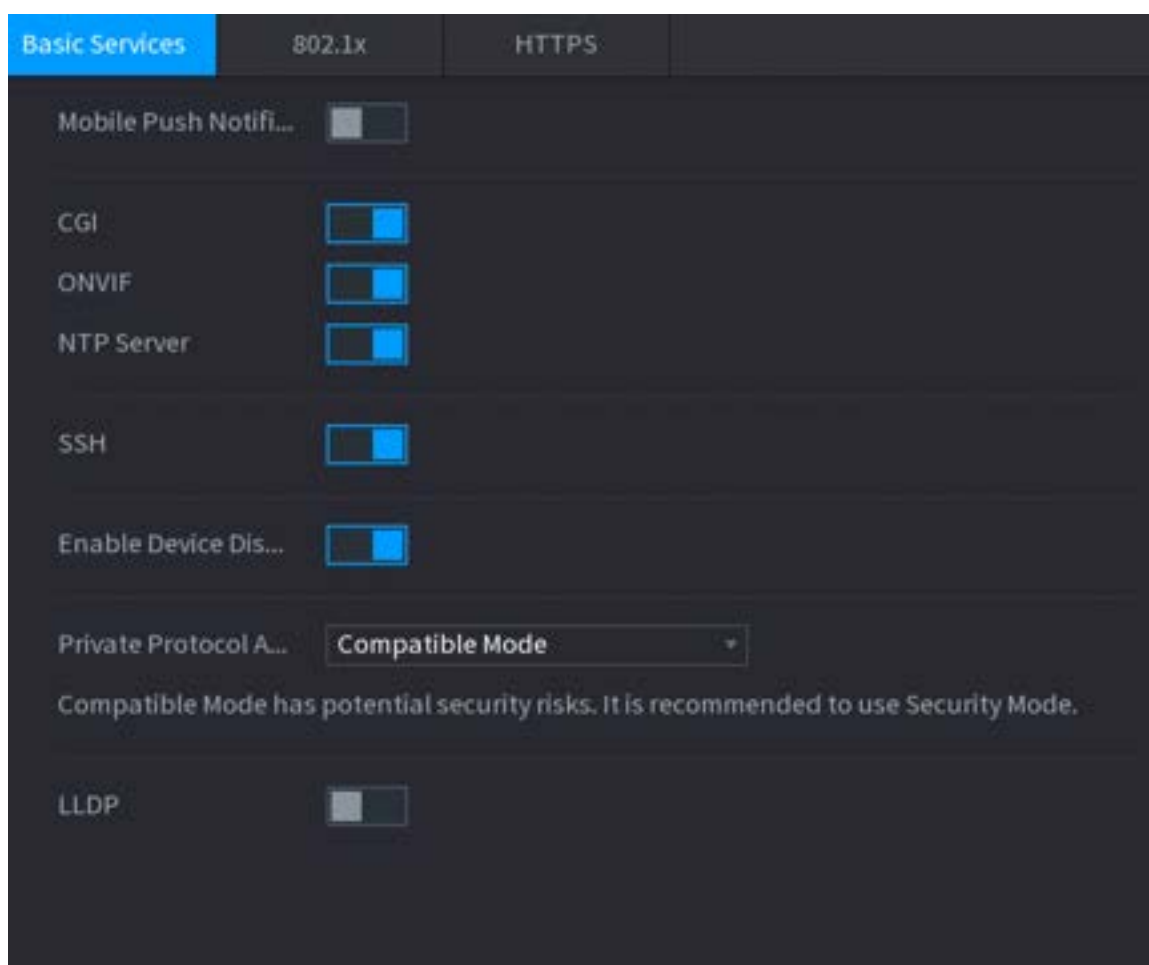 Basic Services 802.1x HTTPS
Mobile Push Notifi...
CGI
ONVIF
NTP Server
SSH
Enable Device Dis...
Private Protocol A... Compatible Mode
Compatible Mode has potential security risks. It is recommended to use Security Mode.
LLDP